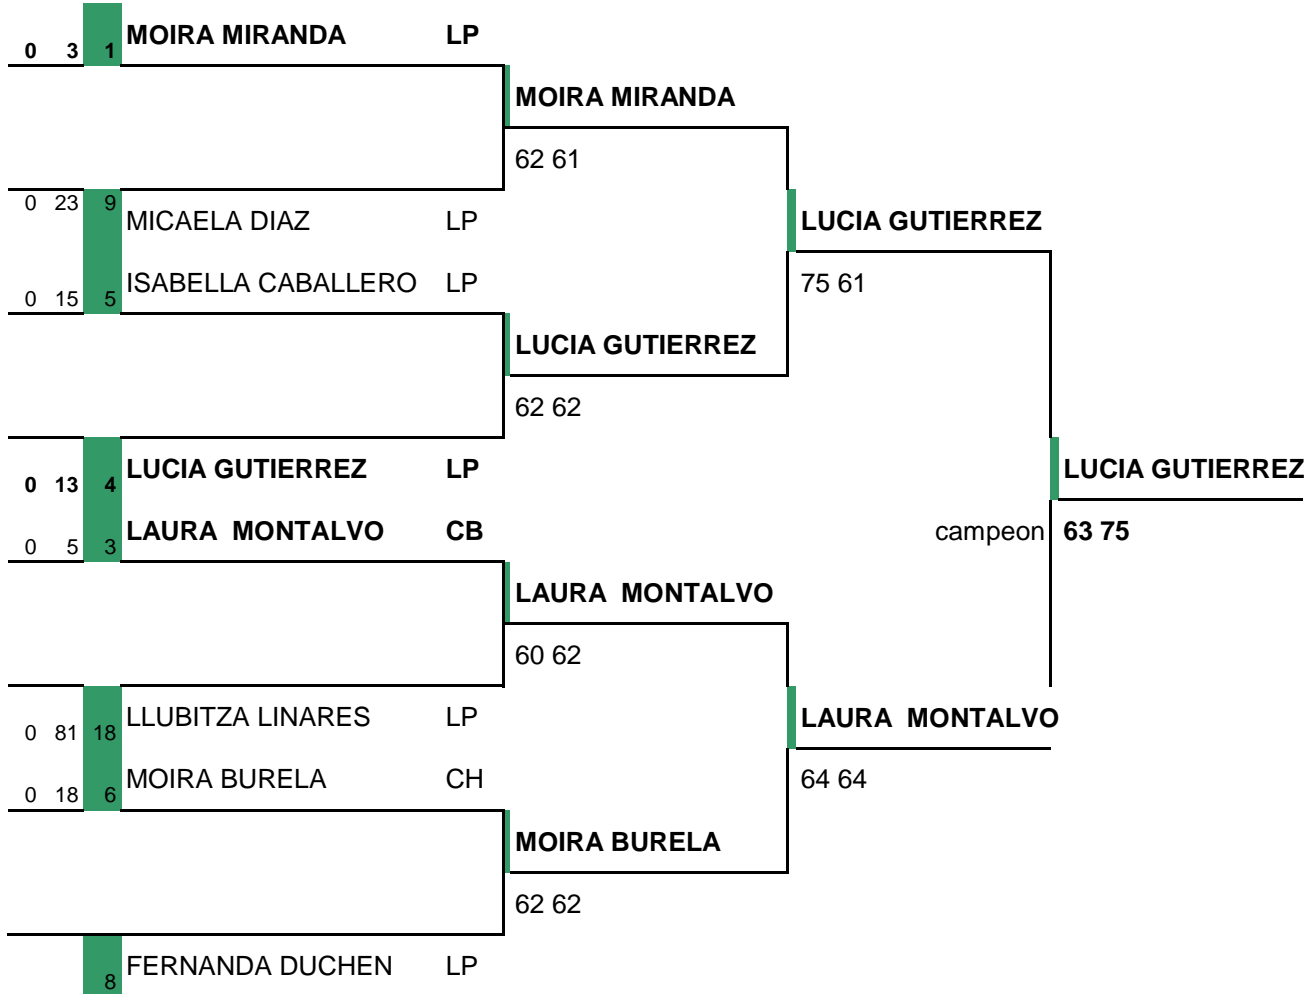 0 3 1 MOIRA MIRANDA LP
MOIRA MIRANDA
62 61
0 23 9 MICAELA DIAZ LP
LUCIA GUTIERREZ
0 15 5 ISABELLA CABALLERO LP
75 61
LUCIA GUTIERREZ
62 62
0 13 4 LUCIA GUTIERREZ LP
LUCIA GUTIERREZ
0 5 3 LAURA  MONTALVO CB
campeon 63 75
LAURA  MONTALVO
60 62
0 81 18 LLUBITZA LINARES LP
LAURA  MONTALVO
0 18 6 MOIRA BURELA CH
64 64
MOIRA BURELA
62 62
8 FERNANDA DUCHEN LP